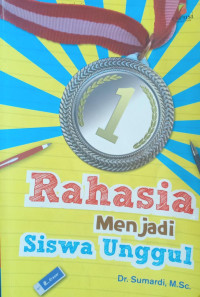 1
Rahasia
Menjadi
Siswa Unggul
Dr. Sumardi, M.Sc.